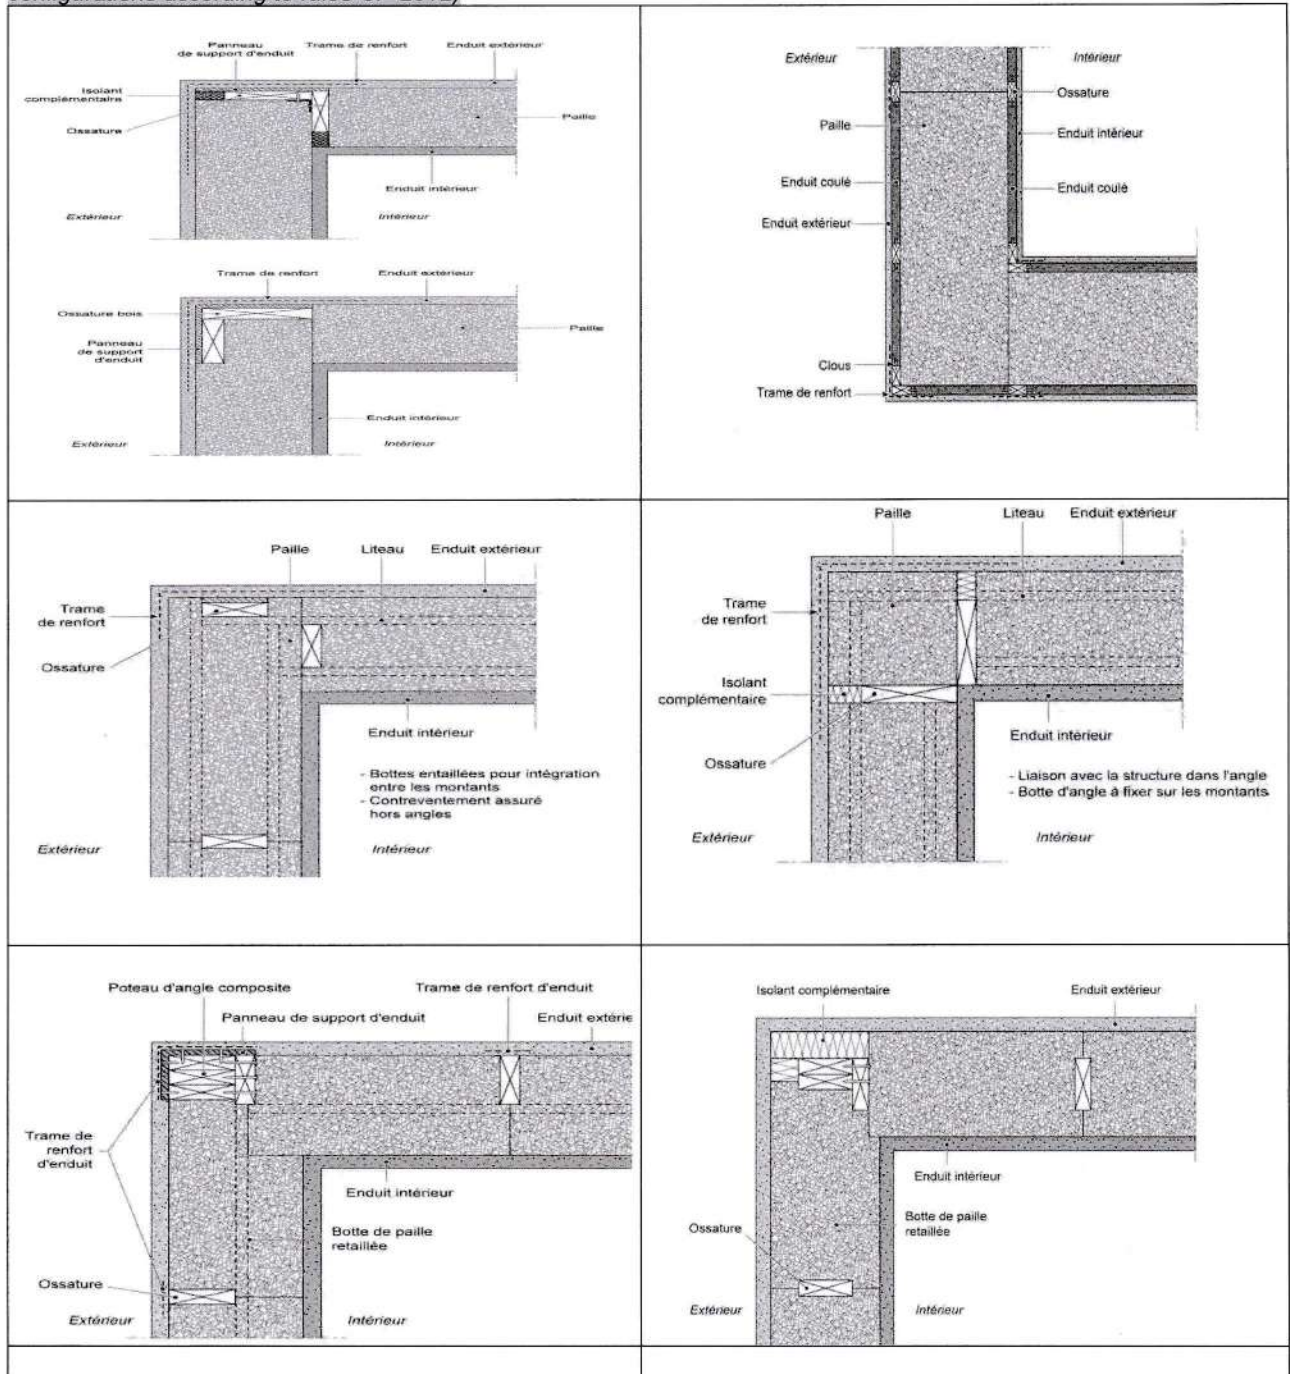 configurations according to rules CP 2012)
Panneau
de support d'enduit
Trame de renfort
Enduit extérieur
Isolant
complémentaire
Ossature
Paille
Enduit intérieur
Extérieur
Intérieur
Trame de renfort
Enduit extérieur
Ossature bois
Paille
Panneau
de support
d'enduit
Enduit intérieur
Extérieur
Intérieur
Extérieur
Intérieur
Ossature
Paille
Enduit intérieur
Enduit coulé
Enduit coulé
Enduit extérieur
Clous
Trame de renfort
Paille
Liteau
Enduit extérieur
Trame
de renfort
Ossature
Enduit intérieur
- Bottes entaillées pour intégration
entre les montants
- Contreventement assuré
hors angles
Extérieur
Intérieur
Paille
Liteau
Enduit extérieur
Trame
de renfort
Isolant
complémentaire
Enduit intérieur
Ossature
- Liaison avec la structure dans l'angle
- Botte d'angle à fixer sur les montants
Extérieur
Intérieur
Poteau d'angle composite
Trame de renfort d'enduit
Panneau de support d'enduit
Enduit extérie
Trame de
renfort
d'enduit
Enduit intérieur
Botte de paille
retaillée
Ossature
Extérieur
Intérieur
Isolant complémentaire
Enduit extérieur
Enduit intérieur
Botte de paille
retaillée
Ossature
Extérieur
Intérieur